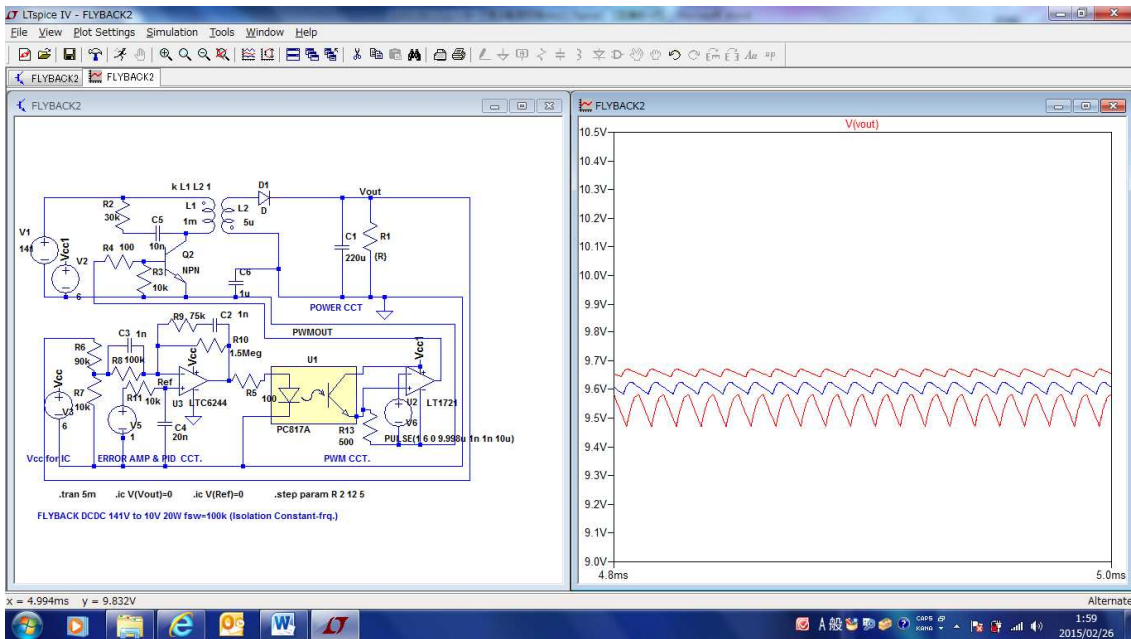 LTspice IV - FLYBACK2
File View Plot Settings Simulation Tools Window Help
FLYBACK2
FLYBACK2
FLYBACK2
k L1 L2 1
D1
Vout
R2
30k
C5
10n
L1
1m
L2
5u
D
V1
141
Vcc1
V2
6
R4 100
Q2
NPN
R3
10k
C1
220u
R1
{R}
C6
1u
POWER CCT
R9 75k
C2 1n
PWMOUT
C3 1n
R10
1.5Meg
R6
90k
R8 100k
Vcc
U1
Vcc1
Vcc
Ref
R7
10k
R11 10k
U3 LTC6244
R5
100
U2 LT1721
V3
6
V5
1
C4
20n
PC817A
R13
500
V6
PULSE(1 6 0 9.998u 1n 1n 10u)
Vcc for IC
ERROR AMP & PID CCT.
PWM CCT.
.tran 5m .ic V(Vout)=0 .ic V(Ref)=0 .step param R 2 12 5
FLYBACK DCDC 141V to 10V 20W fsw=100k (Isolation Constant-frq.)
FLYBACK2
V(vout)
10.5V
10.4V
10.3V
10.2V
10.1V
10.0V
9.9V
9.8V
9.7V
9.6V
9.5V
9.4V
9.3V
9.2V
9.1V
9.0V
4.8ms
5.0ms
x = 4.994ms y = 9.832V
Alternate
A 般
CAPS
KANA
1:59
2015/02/26